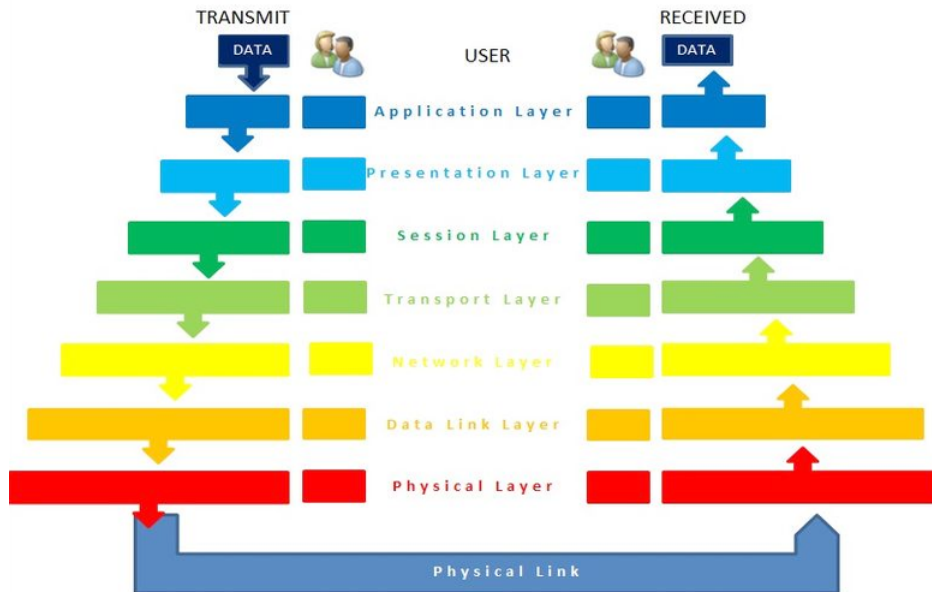 TRANSMIT
RECEIVED
DATA
USER
DATA
Application Layer
Presentation Layer
Session Layer
Transport Layer
Network Layer
Data Link Layer
Physical Layer
Physical Link